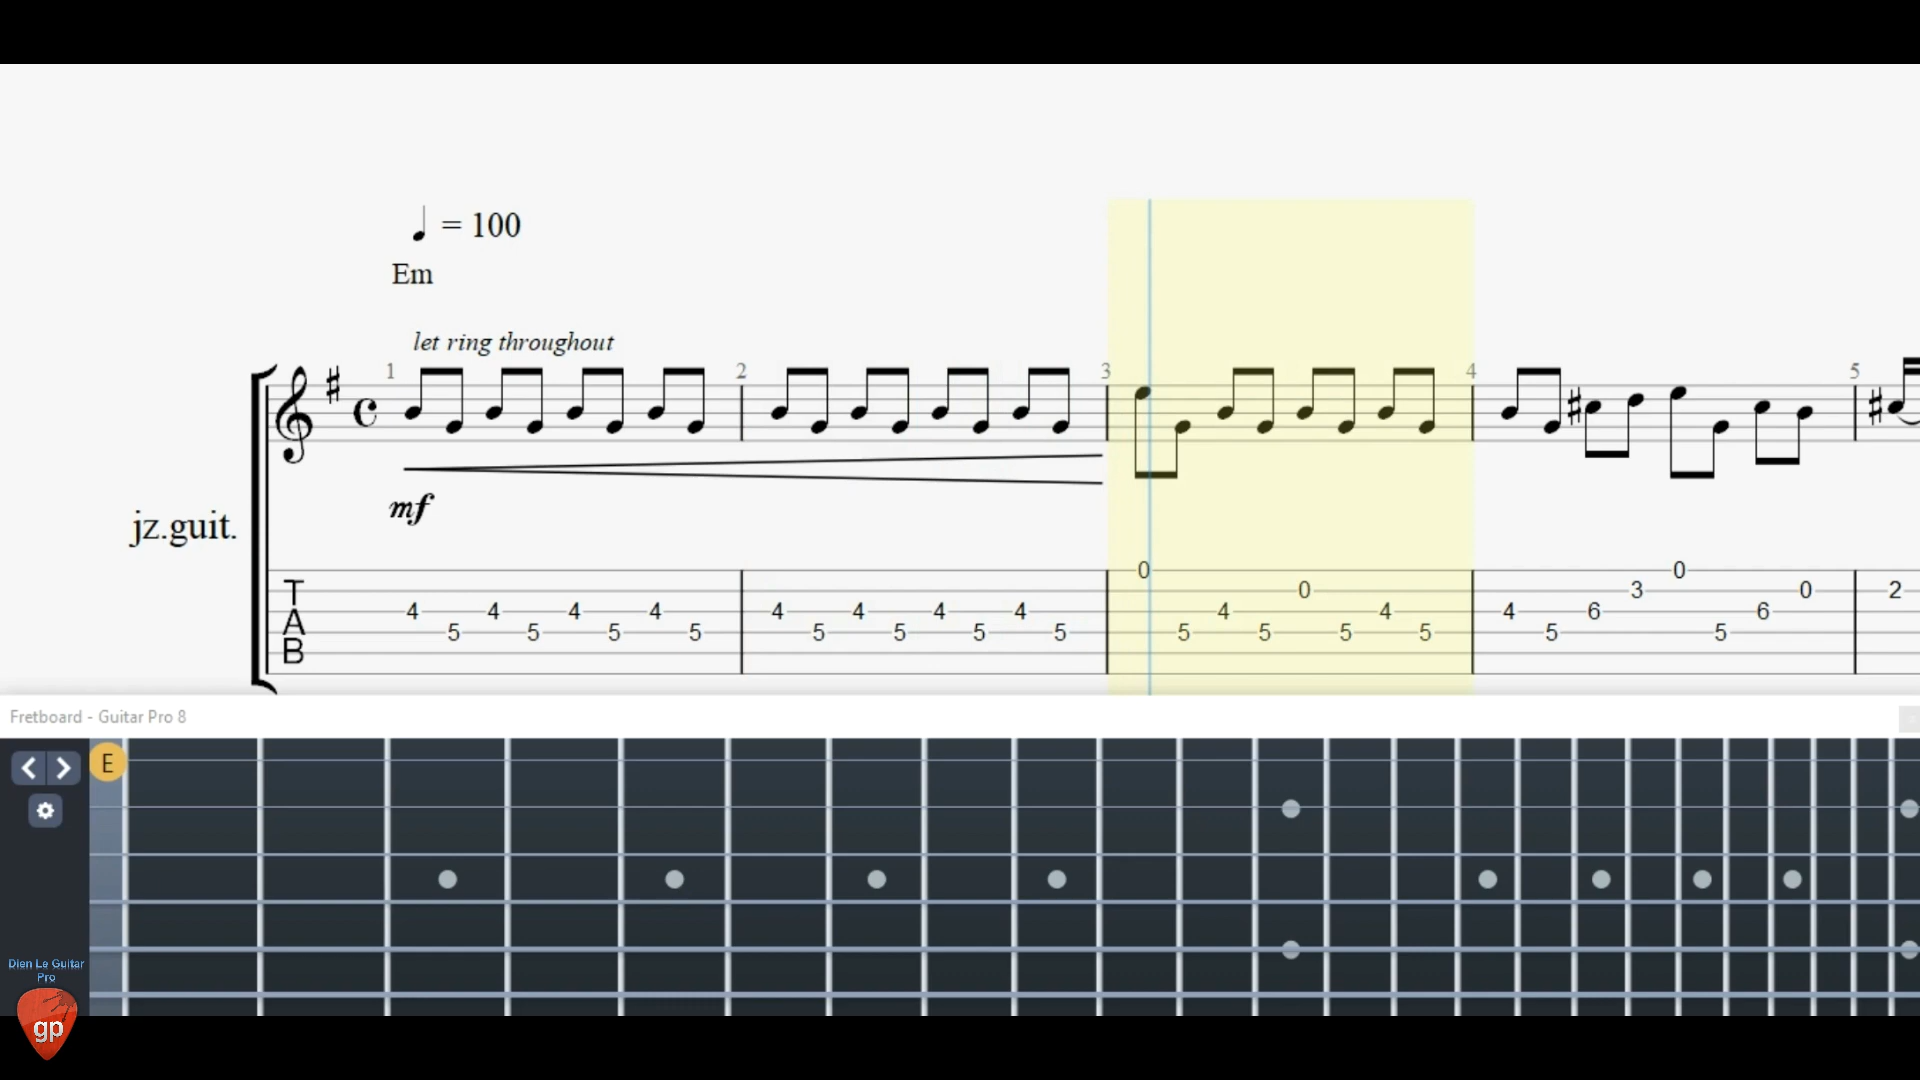 = 100
Em
let ring throughout
1 2 3 4 5
mf
jz.guit.
0 0
0 3 0 2
4 4 4 4 4 4 4 4 4 4 4 6 6
5 5 5 5 5 5 5 5 5 5 5 5 5 5
T
A
B
Fretboard - Guitar Pro 8
E
Dien Le Guitar
Pro
gp